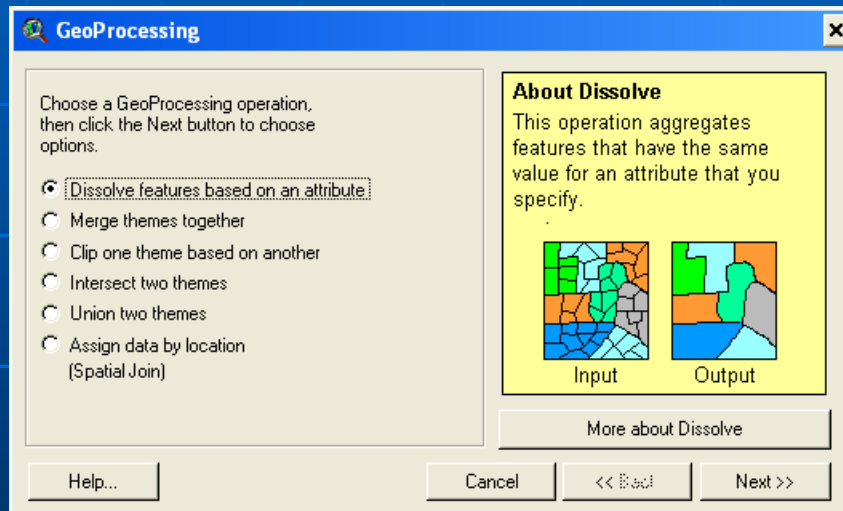 GeoProcessing
Choose a GeoProcessing operation,
then click the Next button to choose
options.
Dissolve features based on an attribute
Merge themes together
Clip one theme based on another
Intersect two themes
Union two themes
Assign data by location
(Spatial Join)
About Dissolve
This operation aggregates
features that have the same
value for an attribute that you
specify.
Input Output
More about Dissolve
Help... Cancel << Back Next >>